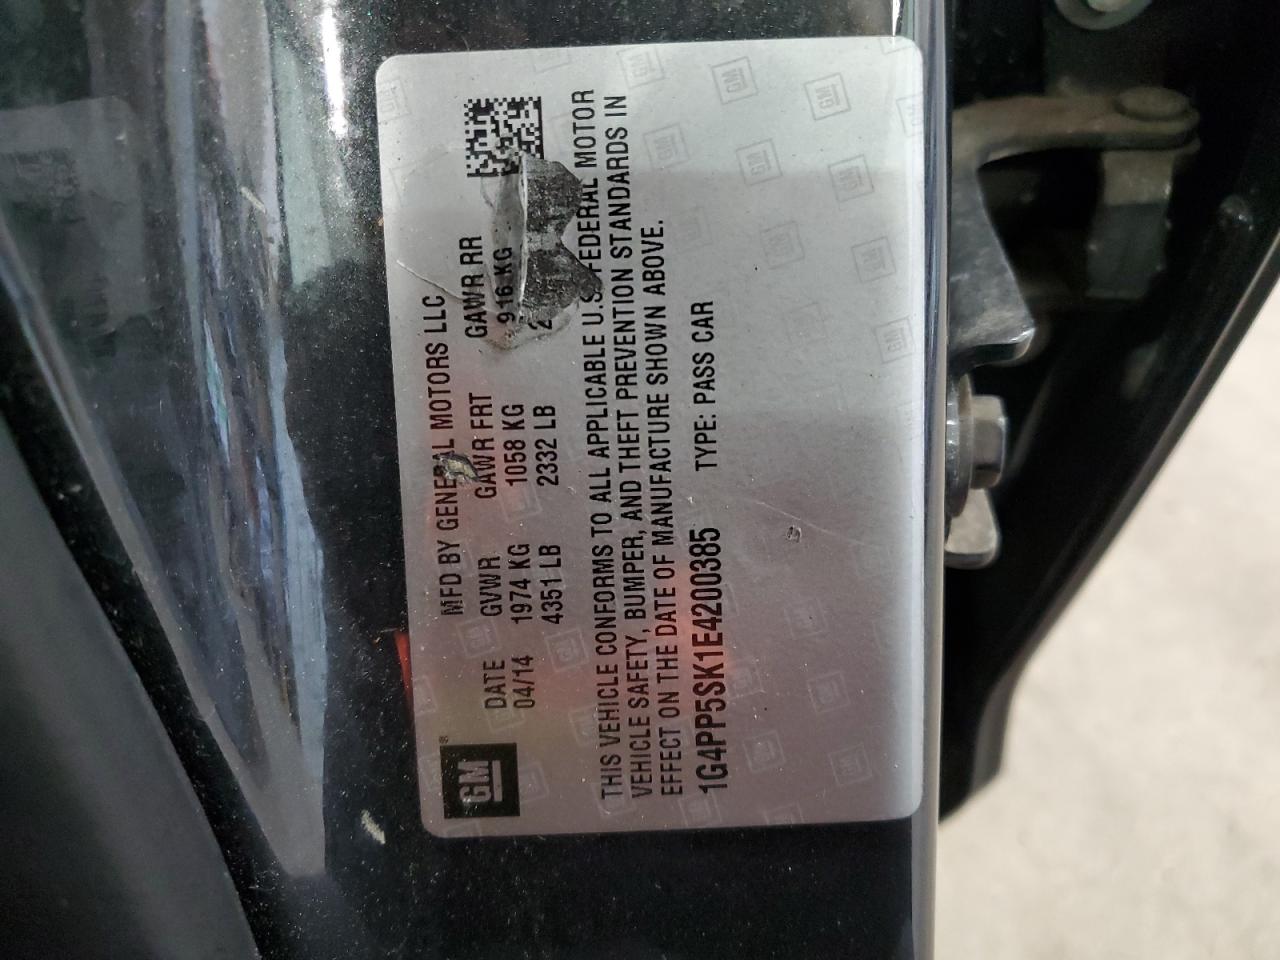 GM®
MFD BY GENERAL MOTORS LLC
DATE GVWR GAWR FRT GAWR RR
04/14 1974 KG 1058 KG 916 KG
4351 LB 2332 LB 2
THIS VEHICLE CONFORMS TO ALL APPLICABLE U.S. FEDERAL MOTOR
VEHICLE SAFETY, BUMPER, AND THEFT PREVENTION STANDARDS IN
EFFECT ON THE DATE OF MANUFACTURE SHOWN ABOVE.
1G4PP5SK1E4200385 TYPE: PASS CAR